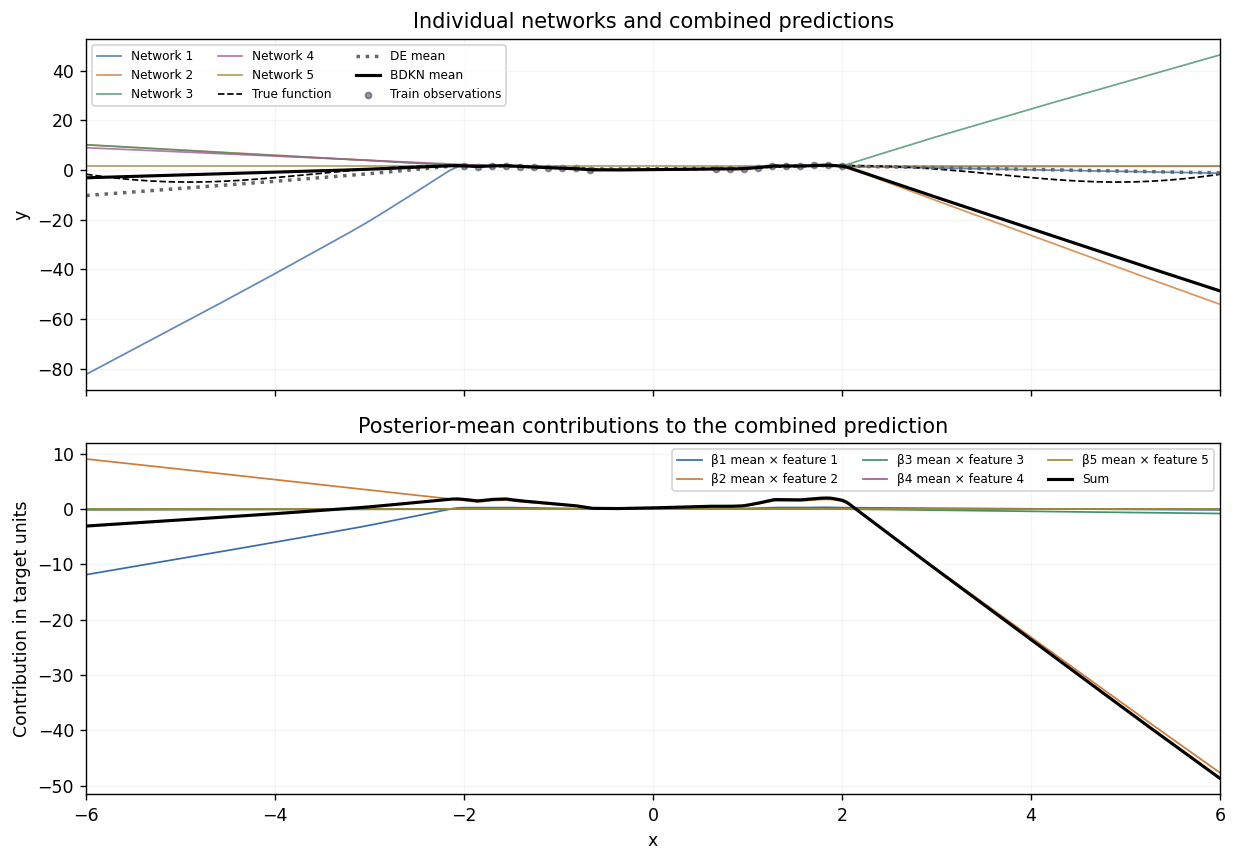 Individual networks and combined predictions
Network 1
Network 2
Network 3
Network 4
Network 5
True function
DE mean
BDKN mean
Train observations
40
20
0
−20
−40
−60
−80
y
Posterior-mean contributions to the combined prediction
β1 mean × feature 1
β2 mean × feature 2
β3 mean × feature 3
β4 mean × feature 4
β5 mean × feature 5
Sum
10
0
−10
−20
−30
−40
−50
Contribution in target units
−6
−4
−2
0
2
4
6
x